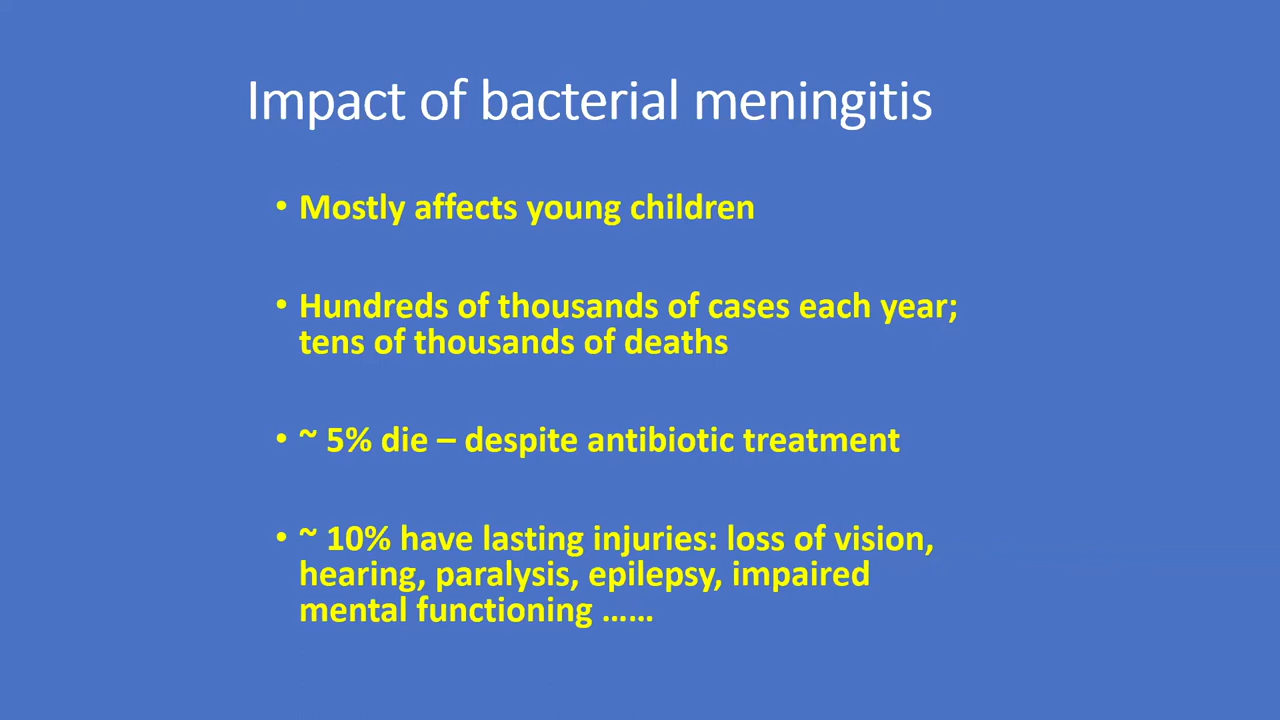 Impact of bacterial meningitis
• Mostly affects young children
• Hundreds of thousands of cases each year;
tens of thousands of deaths
• ~ 5% die – despite antibiotic treatment
• ~ 10% have lasting injuries: loss of vision,
hearing, paralysis, epilepsy, impaired
mental functioning ……